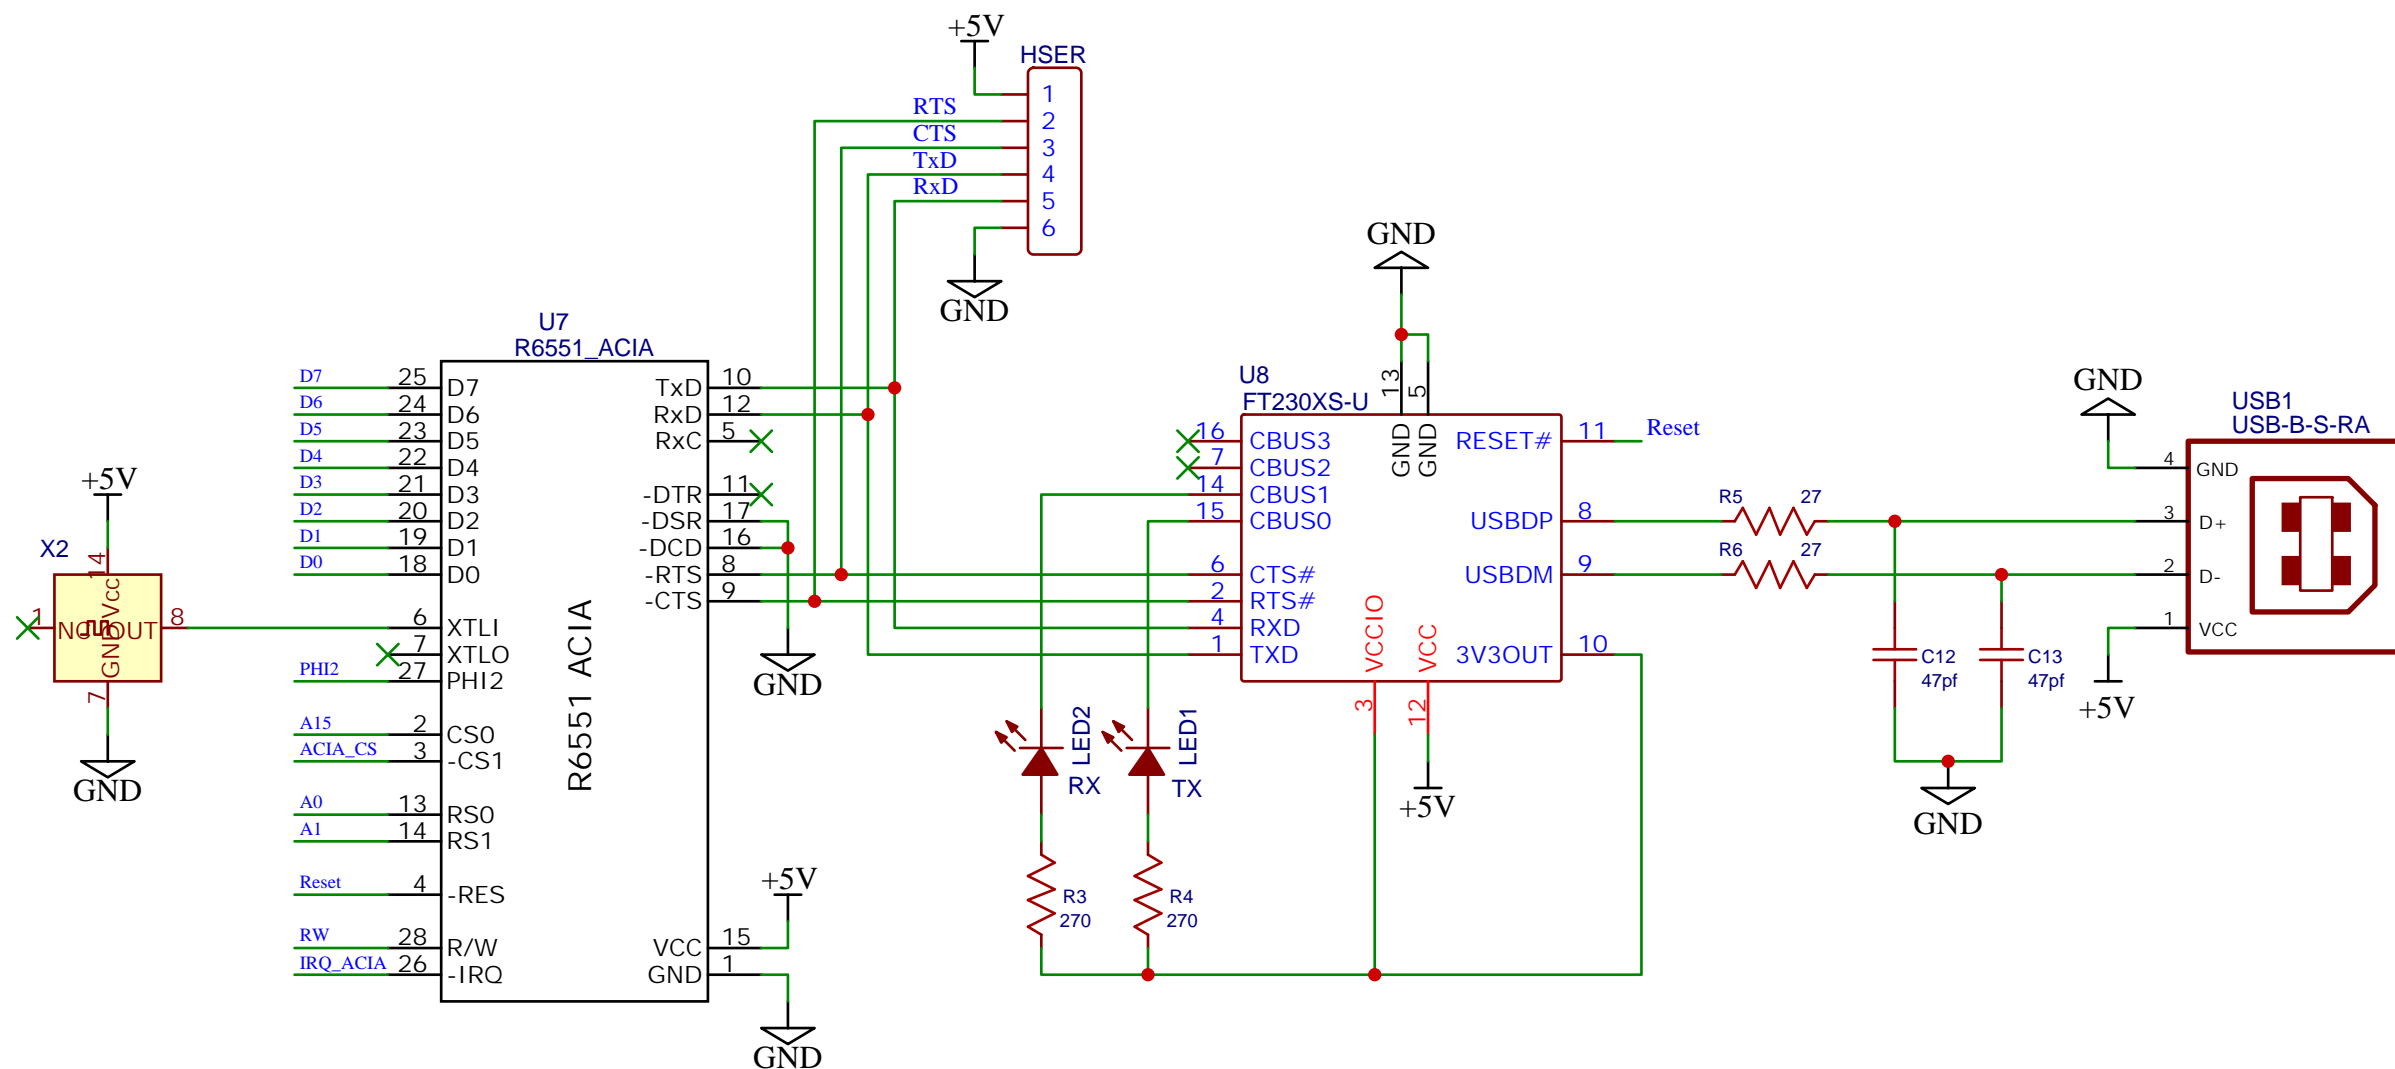 +5V
HSER
RTS
CTS
TxD
RxD
1
2
3
4
5
6
GND
U7
R6551_ACIA
R6551 ACIA
D7 25 D7
D6 24 D6
D5 23 D5
D4 22 D4
D3 21 D3
D2 20 D2
D1 19 D1
D0 18 D0
6 XTLI
7 XTLO
PHI2 27 PHI2
A15 2 CS0
ACIA_CS 3 -CS1
A0 13 RS0
A1 14 RS1
Reset 4 -RES
RW 28 R/W
IRQ_ACIA 26 -IRQ
TxD 10
RxD 12
RxC 5
-DTR 11
-DSR 17
-DCD 16
-RTS 8
-CTS 9
VCC 15
GND 1
GND
+5V
GND
+5V
X2
14
Vcc
1
NC
OUT
8
GND
7
GND
GND
U8
FT230XS-U
13
5
GND
GND
16 CBUS3
7 CBUS2
14 CBUS1
15 CBUS0
6 CTS#
2 RTS#
4 RXD
1 TXD
RESET# 11
Reset
USBDP 8
USBDM 9
3V3OUT 10
VCCIO
VCC
3
12
+5V
LED2
RX
LED1
TX
R3
270
R4
270
R5 27
R6 27
C12
47pf
C13
47pf
GND
GND
USB1
USB-B-S-RA
4 GND
3 D+
2 D-
1 VCC
+5V